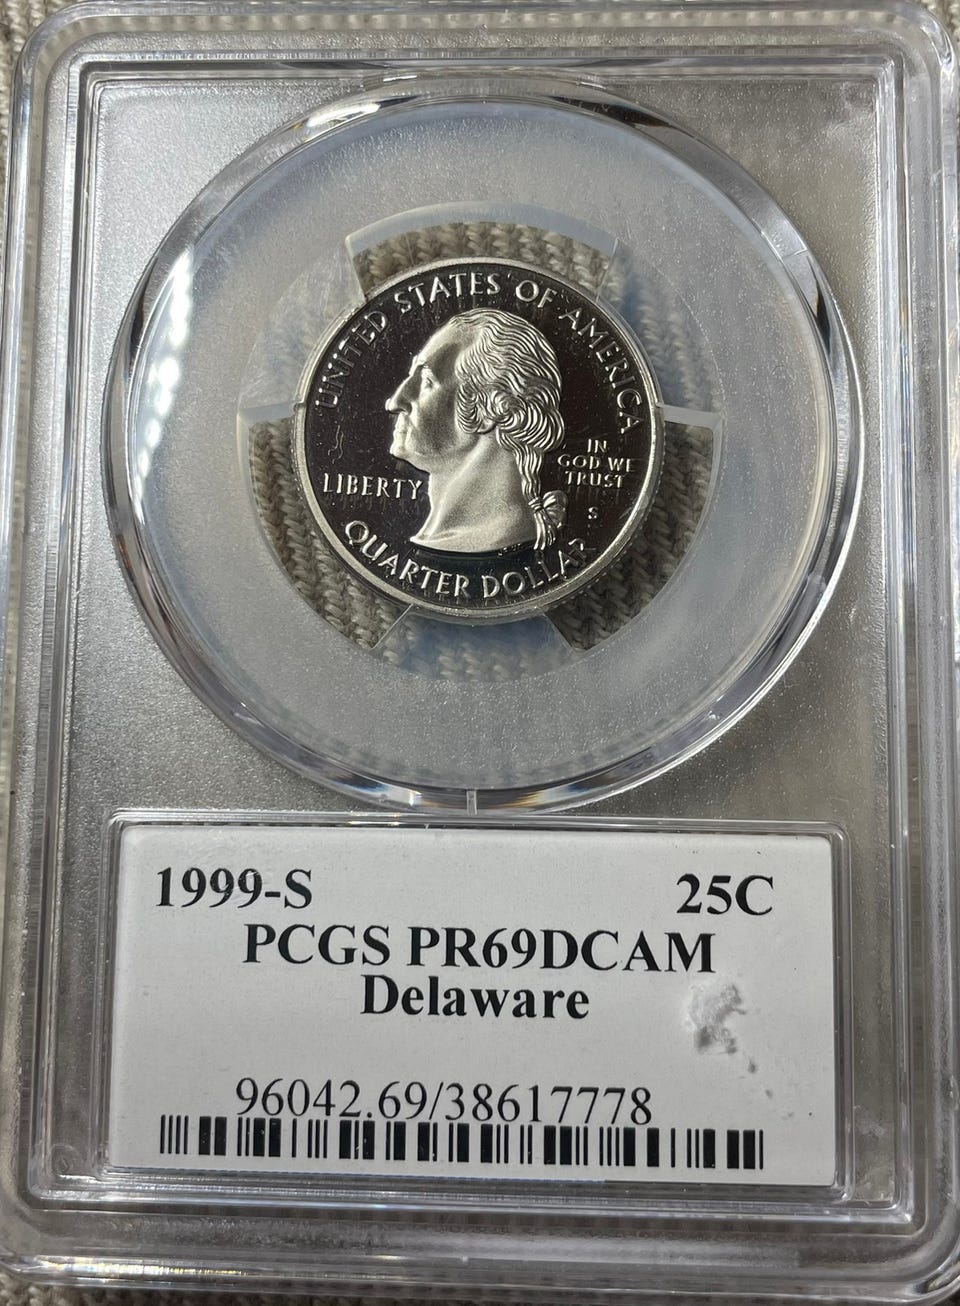 UNITED STATES OF AMERICA
LIBERTY
IN
GOD WE
TRUST
S
QUARTER DOLLAR
1999-S 25C
PCGS PR69DCAM
Delaware
96042.69/38617778